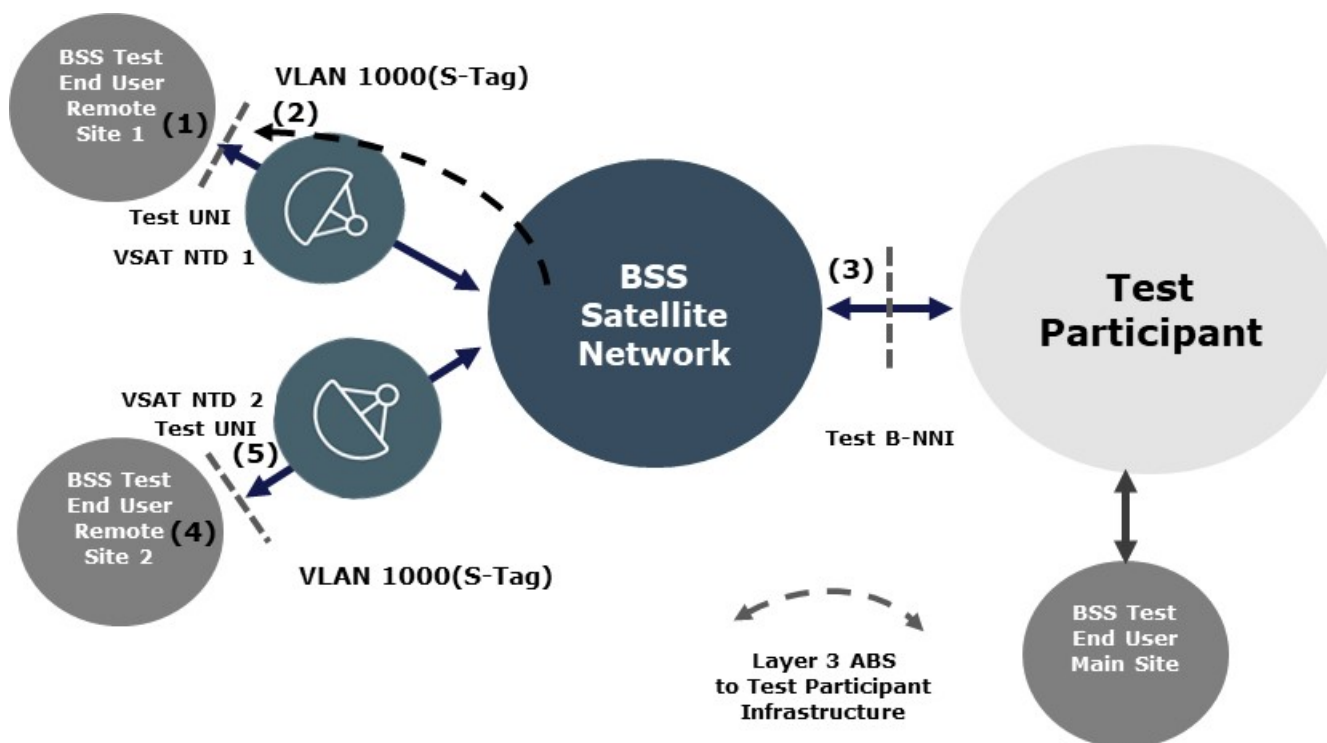 BSS Test
End User
Remote
Site 1
(1)
VLAN 1000(S-Tag)
(2)
Test UNI
VSAT NTD 1
BSS
Satellite
Network
(3)
Test B-NNI
Test
Participant
VSAT NTD 2
Test UNI
(5)
BSS Test
End User
Remote
Site 2
(4)
VLAN 1000(S-Tag)
Layer 3 ABS
to Test Participant
Infrastructure
BSS Test
End User
Main Site